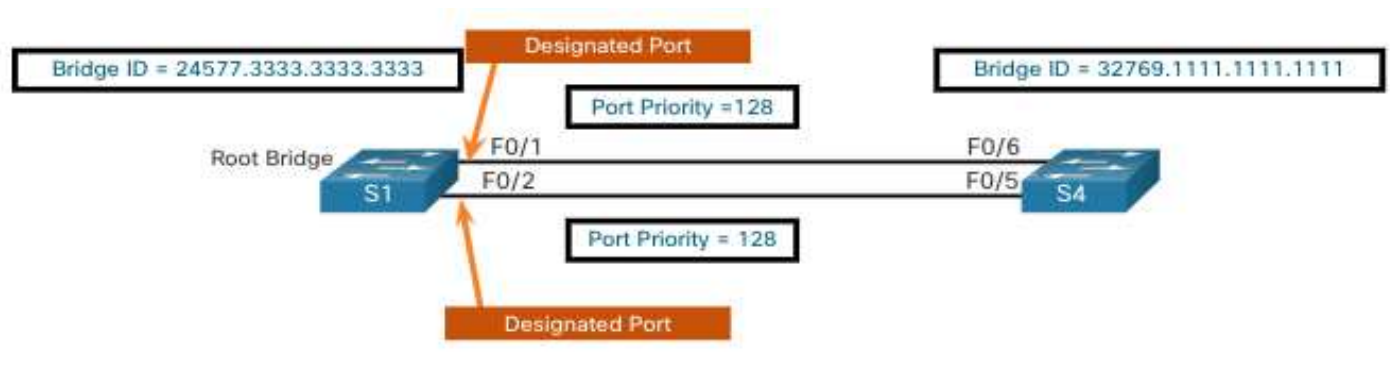 Designated Port
Bridge ID = 24577.3333.3333.3333
Bridge ID = 32769.1111.1111.1111
Port Priority =128
Root Bridge
F0/1
F0/6
S1
F0/2
F0/5
S4
Port Priority = 128
Designated Port